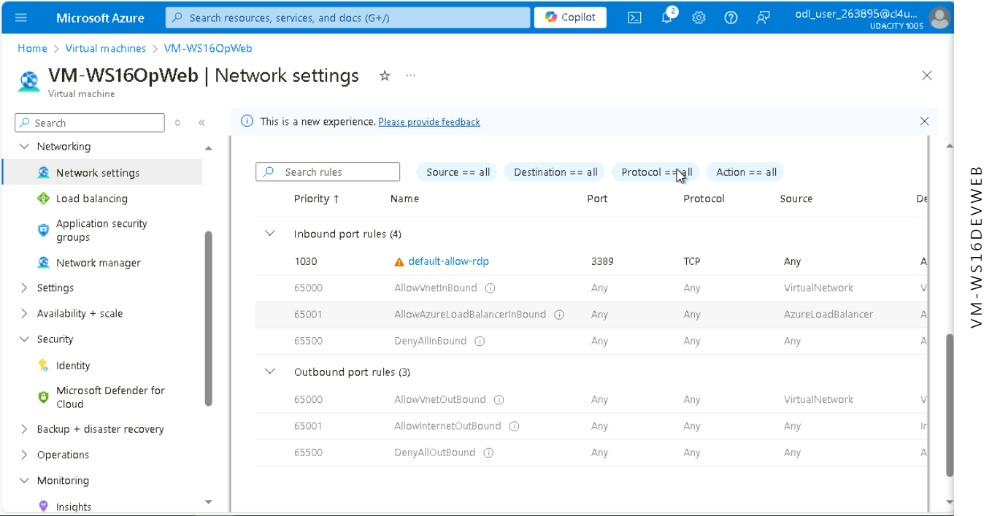 Microsoft Azure
Search resources, services, and docs (G+/)
Copilot
2
odl_user_263895@cl4u...
UDACITY 1005
Home > Virtual machines > VM-WS16OpWeb
VM-WS16OpWeb | Network settings
Virtual machine
Search
This is a new experience. Please provide feedback
Networking
Network settings
Load balancing
Application security
groups
Network manager
Settings
Availability + scale
Security
Identity
Microsoft Defender for
Cloud
Backup + disaster recovery
Operations
Monitoring
Insights
Search rules
Source == all
Destination == all
Protocol == all
Action == all
Priority ↑ Name Port Protocol Source De
Inbound port rules (4)
1030 default-allow-rdp 3389 TCP Any A
65000 AllowVnetInBound Any Any VirtualNetwork V
65001 AllowAzureLoadBalancerInBound Any Any AzureLoadBalancer A
65500 DenyAllInBound Any Any Any A
Outbound port rules (3)
65000 AllowVnetOutBound Any Any VirtualNetwork V
65001 AllowInternetOutBound Any Any Any In
65500 DenyAllOutBound Any Any Any A
VM-WS16DEVWEB